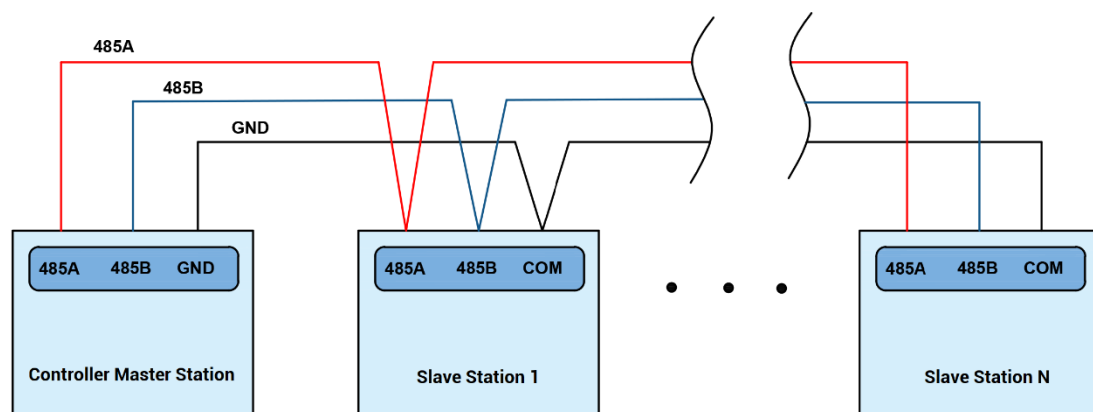 485A
485B
GND
485A 485B GND
485A 485B COM
485A 485B COM
Controller Master Station
Slave Station 1
Slave Station N